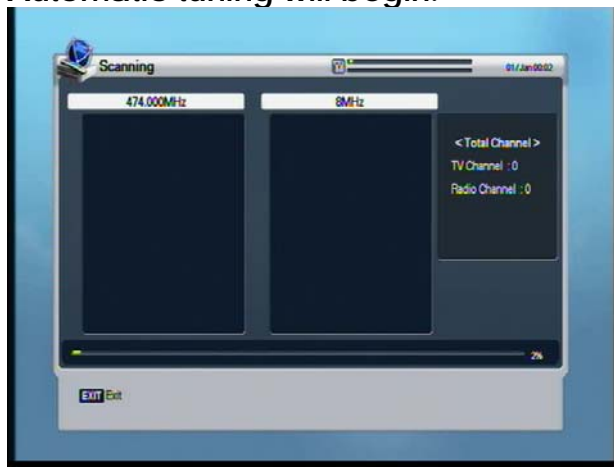 Automatic tuning will begin.
Scanning
01/Jan 00:02
474.000MHz
8MHz
<Total Channel>
TV Channel : 0
Radio Channel : 0
2%
EXIT Exit